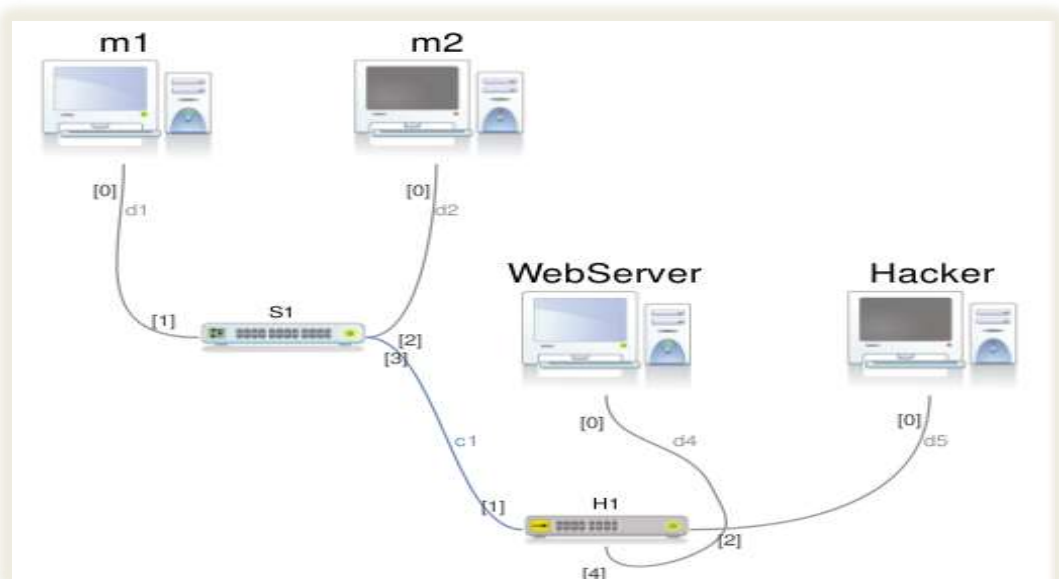 m1
m2
[0]
d1
[0]
d2
WebServer
Hacker
S1
[1]
[2]
[3]
[0]
[0]
c1
d4
d5
[1]
H1
[2]
[4]